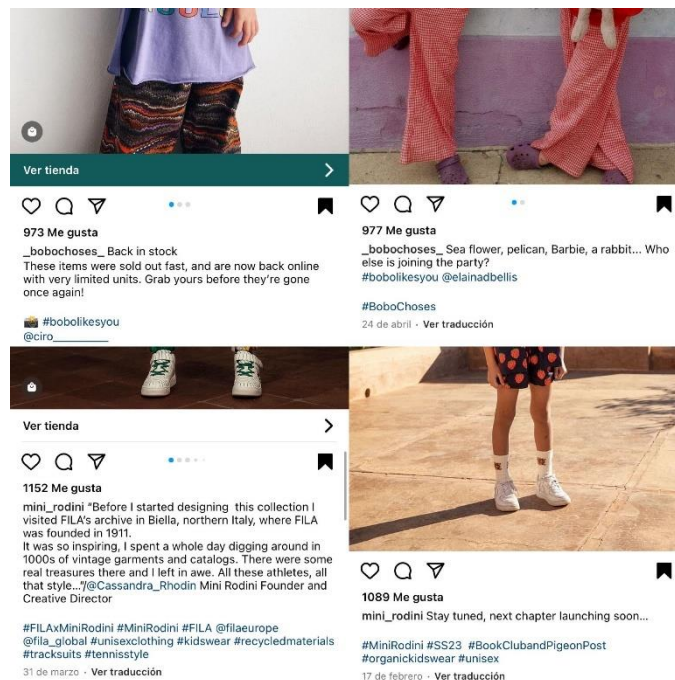 Ver tienda
973 Me gusta
_bobochoses_ Back in stock
These items were sold out fast, and are now back online
with very limited units. Grab yours before they're gone
once again!
#bobolikesyou
@ciro________
977 Me gusta
_bobochoses_ Sea flower, pelican, Barbie, a rabbit... Who
else is joining the party?
#bobolikesyou @elainadbellis
#BoboChoses
24 de abril · Ver traducción
Ver tienda
1152 Me gusta
mini_rodini “Before I started designing this collection I
visited FILA's archive in Biella, northern Italy, where FILA
was founded in 1911.
It was so inspiring, I spent a whole day digging around in
1000s of vintage garments and catalogs. There were some
real treasures there and I left in awe. All these athletes, all
that style...”/@Cassandra_Rhodin Mini Rodini Founder and
Creative Director
#FILAxMiniRodini #MiniRodini #FILA @filaeurope
@fila_global #unisexclothing #kidswear #recycledmaterials
#tracksuits #tennisstyle
31 de marzo · Ver traducción
1089 Me gusta
mini_rodini Stay tuned, next chapter launching soon...
#MiniRodini #SS23 #BookClubandPigeonPost
#organickidswear #unisex
17 de febrero · Ver traducción